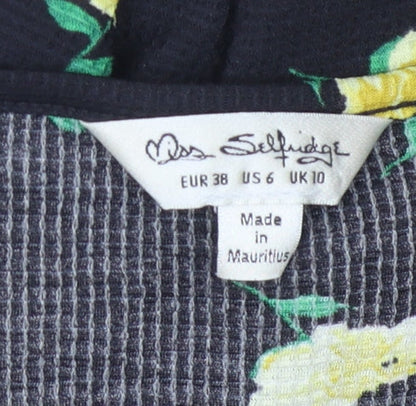 Miss Selfridge
EUR 38 US 6 UK 10
Made
in
Mauritius